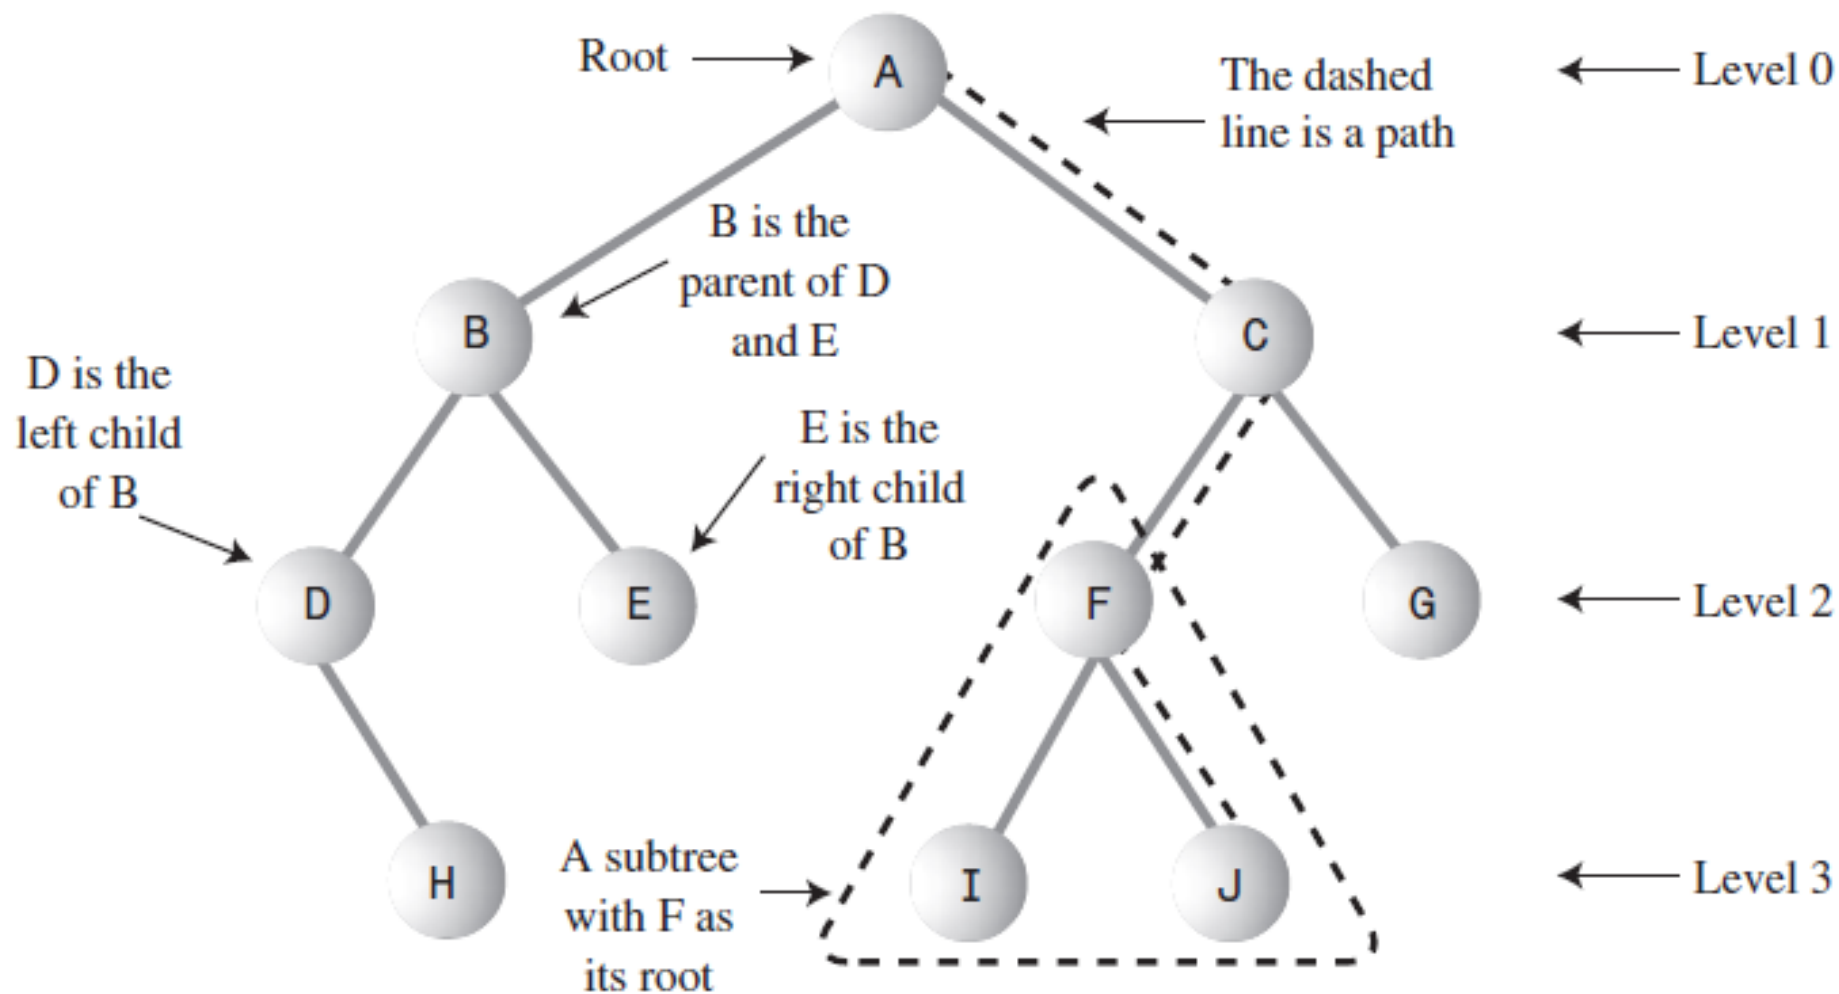 Root
A
The dashed
line is a path
Level 0
B is the
parent of D
and E
B
C
Level 1
D is the
left child
of B
E is the
right child
of B
D
E
F
G
Level 2
A subtree
with F as
its root
H
I
J
Level 3